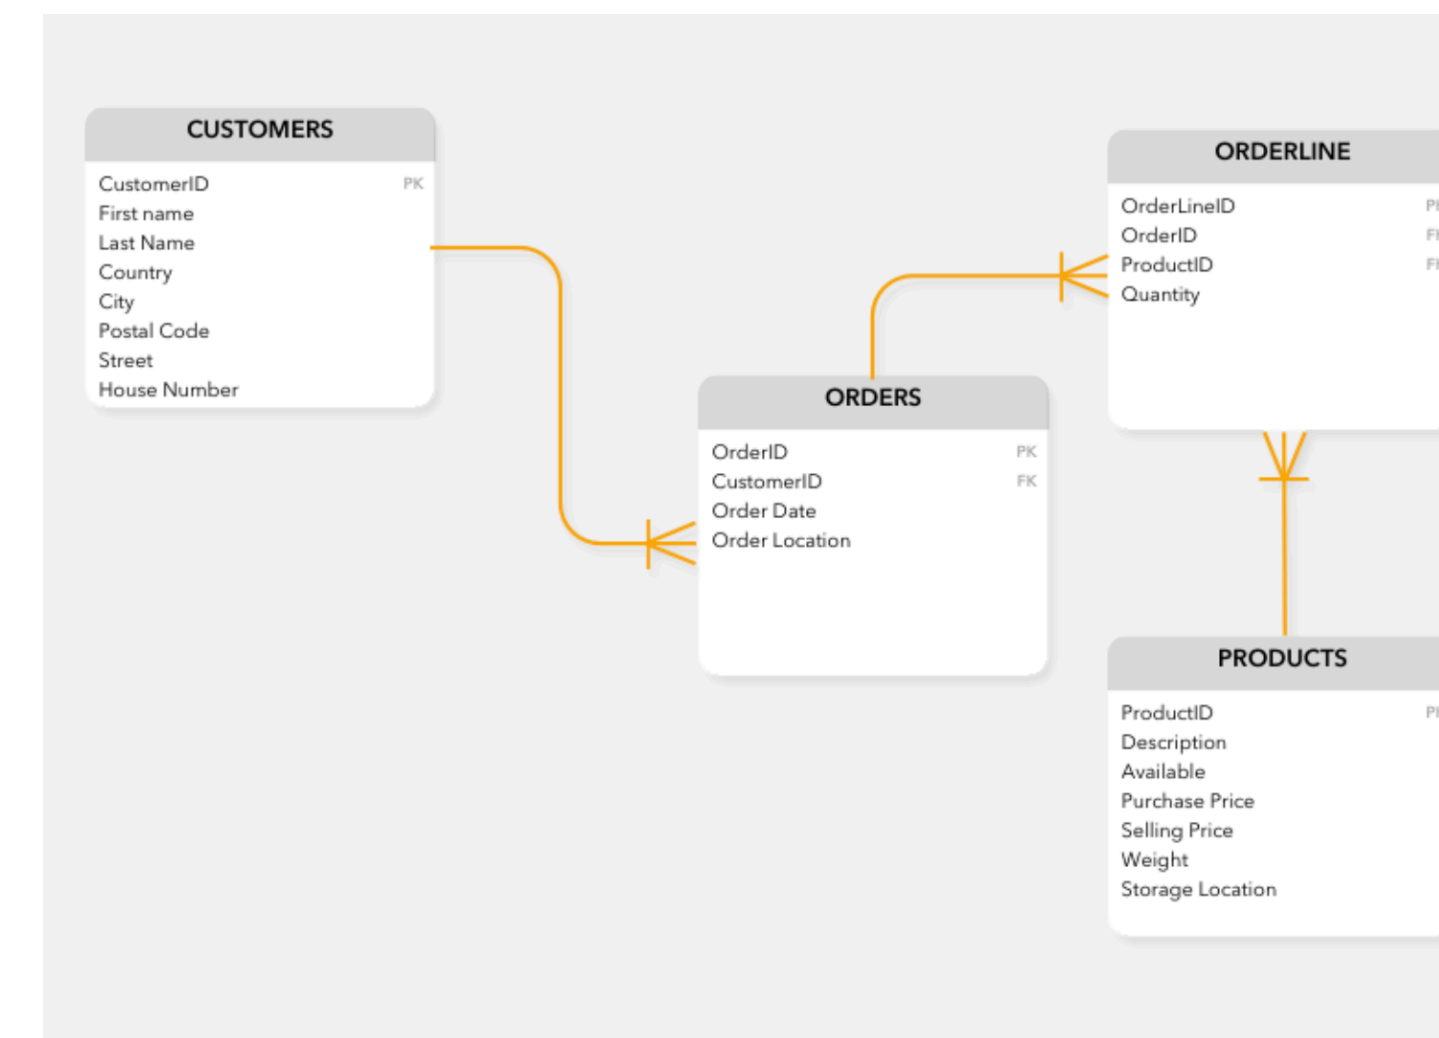 CUSTOMERS
CustomerID PK
First name
Last Name
Country
City
Postal Code
Street
House Number
ORDERS
OrderID PK
CustomerID FK
Order Date
Order Location
ORDERLINE
OrderLineID
OrderID
ProductID
Quantity
PRODUCTS
ProductID
Description
Available
Purchase Price
Selling Price
Weight
Storage Location